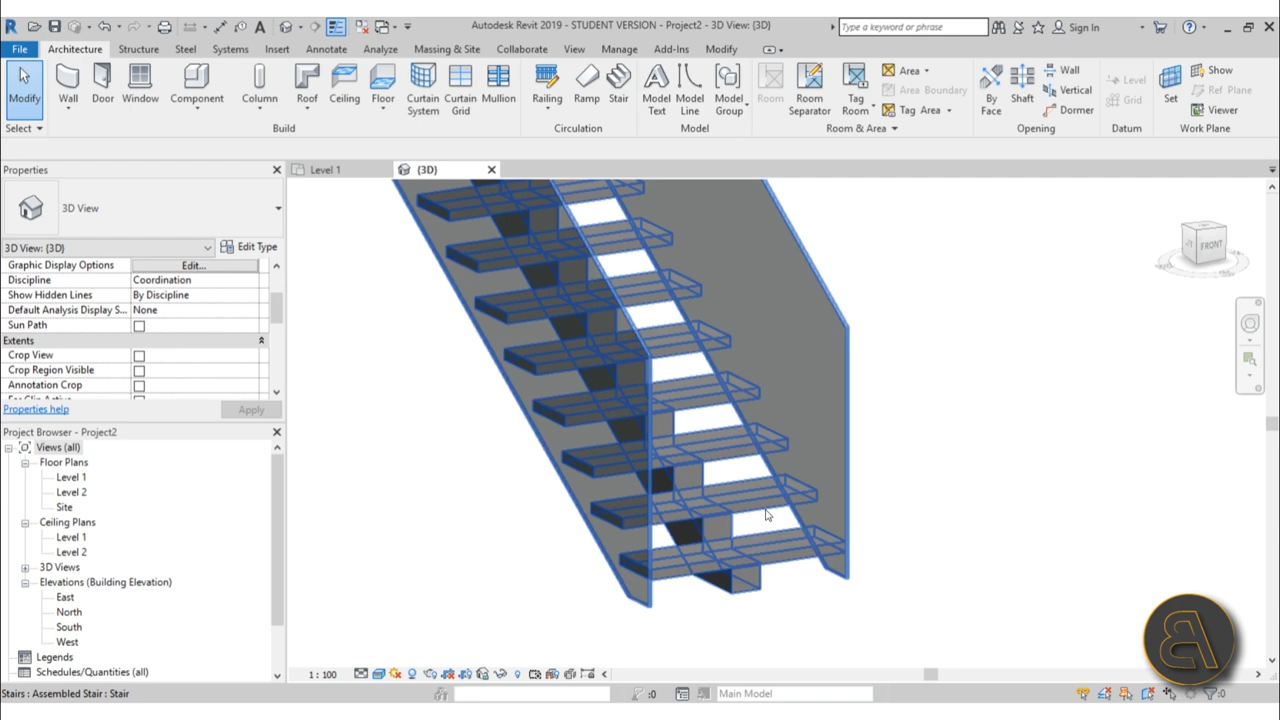 Autodesk Revit 2019 - STUDENT VERSION - Project2 - 3D View: {3D}
Type a keyword or phrase
Sign In
File Architecture Structure Steel Systems Insert Annotate Analyze Massing & Site Collaborate View Manage Add-Ins Modify
Modify
Wall
Door
Window
Component
Column
Roof
Ceiling
Floor
Curtain System
Curtain Grid
Mullion
Railing
Ramp
Stair
Model Text
Model Line
Model Group
Room
Room Separator
Tag Room
Area
Area Boundary
Tag Area
By Face
Shaft
Wall
Vertical
Dormer
Level
Grid
Set
Show
Ref Plane
Viewer
Select
Build
Circulation
Model
Room & Area
Opening
Datum
Work Plane
Properties
Level 1
{3D}
3D View
3D View: {3D}
Edit Type
Graphic Display Options Edit...
Discipline Coordination
Show Hidden Lines By Discipline
Default Analysis Display S... None
Sun Path
Extents
Crop View
Crop Region Visible
Annotation Crop
Properties help
Apply
Project Browser - Project2
Views (all)
Floor Plans
Level 1
Level 2
Site
Ceiling Plans
Level 1
Level 2
3D Views
Elevations (Building Elevation)
East
North
South
West
Legends
Schedules/Quantities (all)
FRONT
1 : 100
Stairs : Assembled Stair : Stair
:0
Main Model
:0